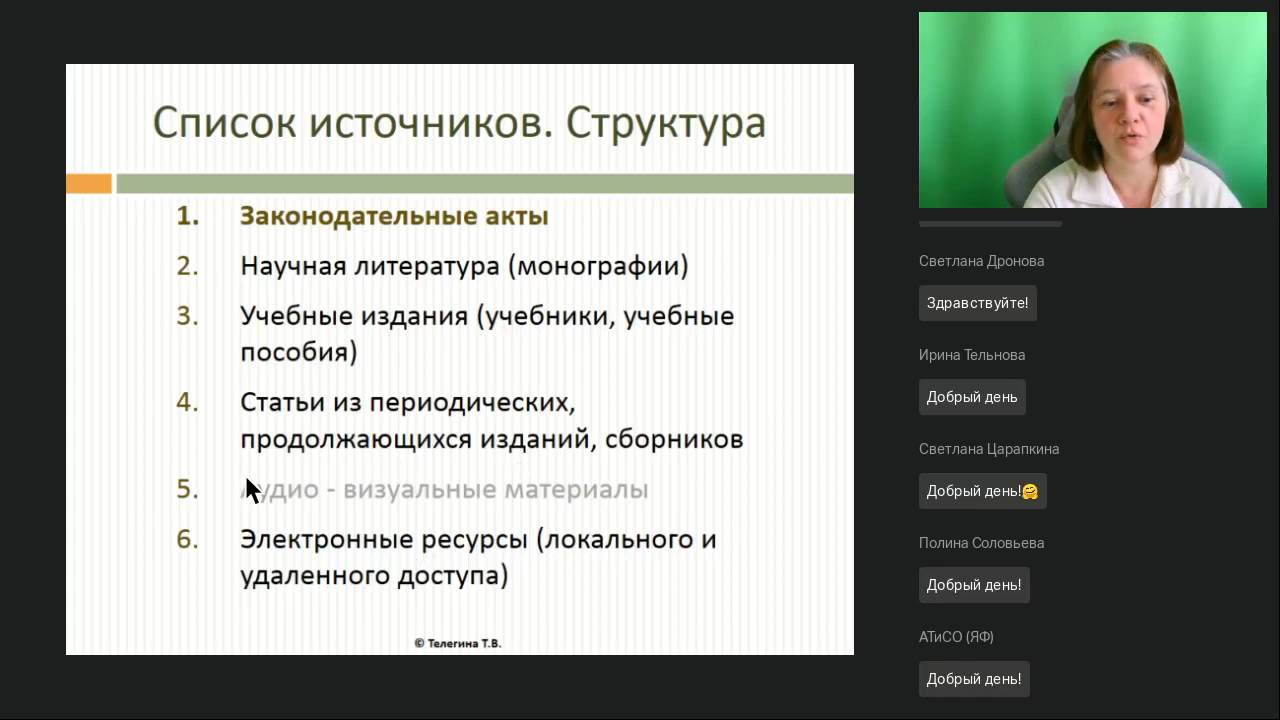 Список источников. Структура
1. Законодательные акты
2. Научная литература (монографии)
3. Учебные издания (учебники, учебные
пособия)
4. Статьи из периодических,
продолжающихся изданий, сборников
5. Аудио - визуальные материалы
6. Электронные ресурсы (локального и
удаленного доступа)
© Телегина Т.В.
Светлана Дронова
Здравствуйте!
Ирина Тельнова
Добрый день
Светлана Царапкина
Добрый день!🤗
Полина Соловьева
Добрый день!
АТиСО (ЯФ)
Добрый день!